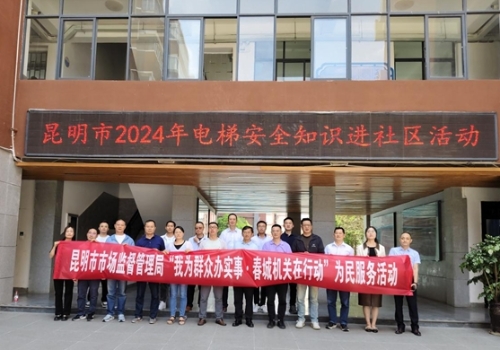 昆明市2024年电梯安全知识进社区活动
昆明市市场监督管理局“我为群众办实事·春城机关在行动”为民服务活动